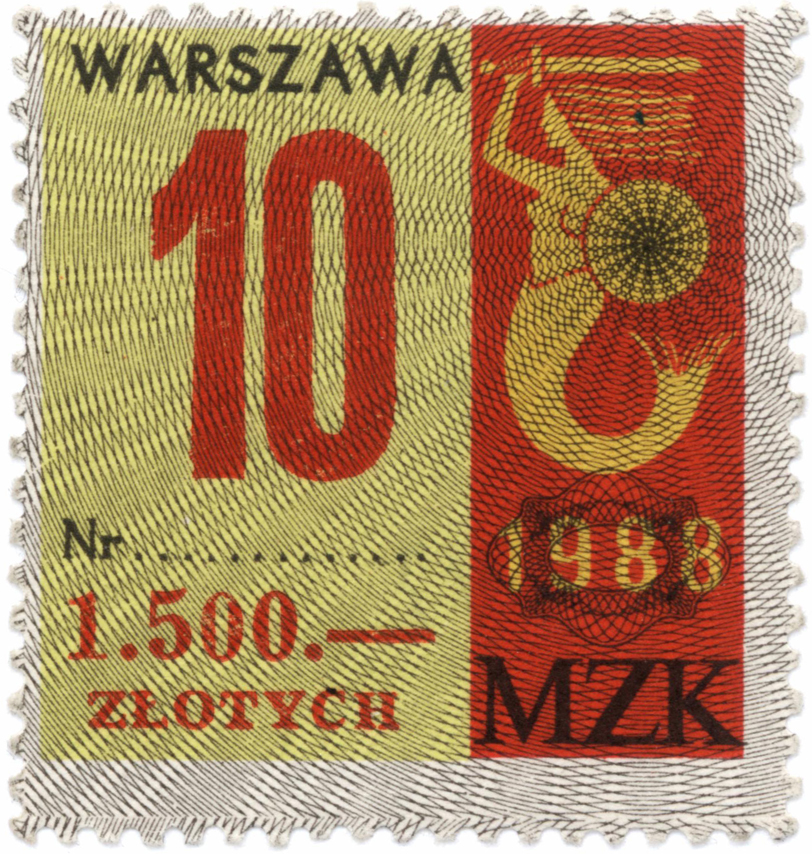 WARSZAWA
10
Nr...............
1.500.—
ZŁOTYCH
1988
MZK